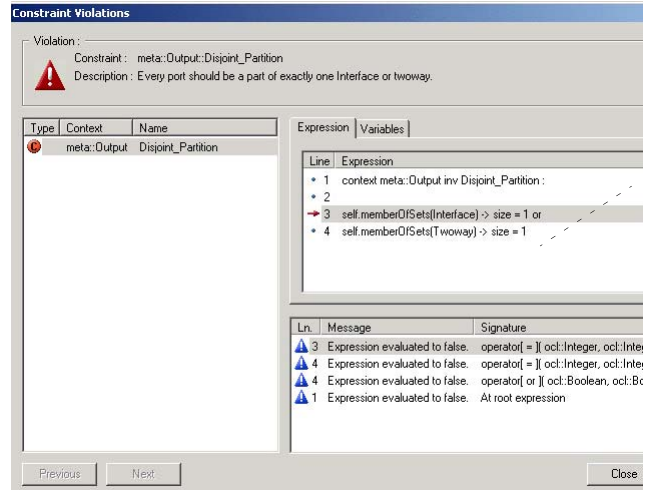 Constraint Violations
Violation :
Constraint : meta::Output::Disjoint_Partition
Description : Every port should be a part of exactly one Interface or twoway.
Type Context Name
C meta::Output Disjoint_Partition
Expression Variables
Line Expression
1 context meta::Output inv Disjoint_Partition :
2
3 self.memberOfSets(Interface) -> size = 1 or
4 self.memberOfSets(Twoway) -> size = 1
Ln. Message Signature
3 Expression evaluated to false. operator[ = ]( ocl::Integer, ocl::Inte
4 Expression evaluated to false. operator[ = ]( ocl::Integer, ocl::Inte
4 Expression evaluated to false. operator[ or ]( ocl::Boolean, ocl::Bo
1 Expression evaluated to false. At root expression
Previous Next Close